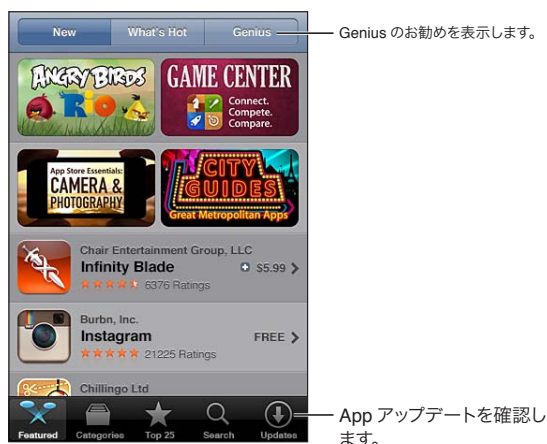 New What's Hot Genius
Genius のお勧めを表示します。
ANGRY BIRDS
Rio
GAME CENTER
Connect.
Compete.
Compare.
App Store Essentials:
CAMERA &
PHOTOGRAPHY
CITY
GUIDES
Great Metropolitan Apps
Chair Entertainment Group, LLC
Infinity Blade $5.99
6376 Ratings
Burbn, Inc.
Instagram FREE
21225 Ratings
Chillingo Ltd
Featured Categories Top 25 Search Updates
App アップデートを確認し
ます。